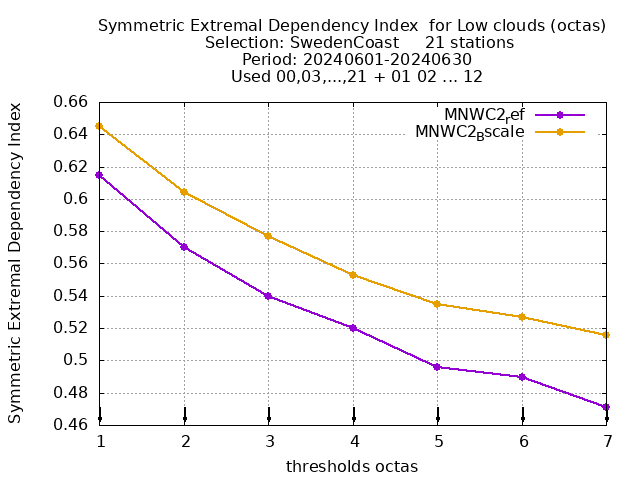 Symmetric Extremal Dependency Index  for Low clouds (octas)
Selection: SwedenCoast     21 stations
Period: 20240601-20240630
Used 00,03,...,21 + 01 02 ... 12
MNWC2ref
MNWC2Bscale
Symmetric Extremal Dependency Index
0.66
0.64
0.62
0.6
0.58
0.56
0.54
0.52
0.5
0.48
0.46
1 2 3 4 5 6 7
thresholds octas